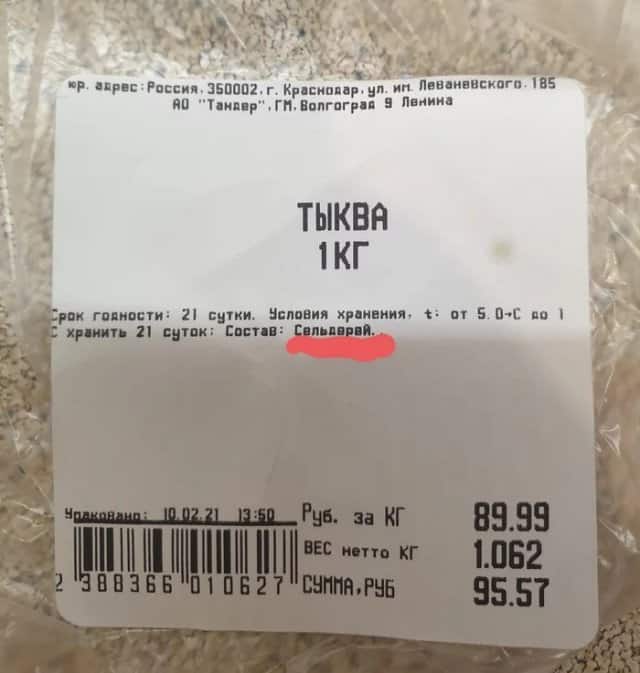 юр. адрес: Россия, 350002, г. Краснодар, ул. им. Леваневского, 185
АО "Тандер", ГМ. Волгоград 9 Ленина
ТЫКВА
1 КГ
Срок годности: 21 сутки. Условия хранения, t: от 5.0+С до 1
С хранить 21 суток: Состав: Сельдерей.
Упаковано: 10.02.21 13:50 Руб. за КГ 89.99
ВЕС нетто КГ 1.062
2 388366 010627 СУММА, РУБ 95.57